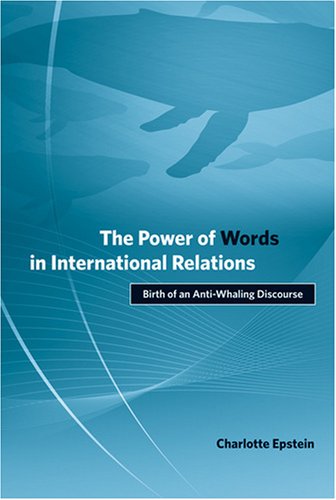 The Power of Words
in International Relations
Birth of an Anti-Whaling Discourse
Charlotte Epstein